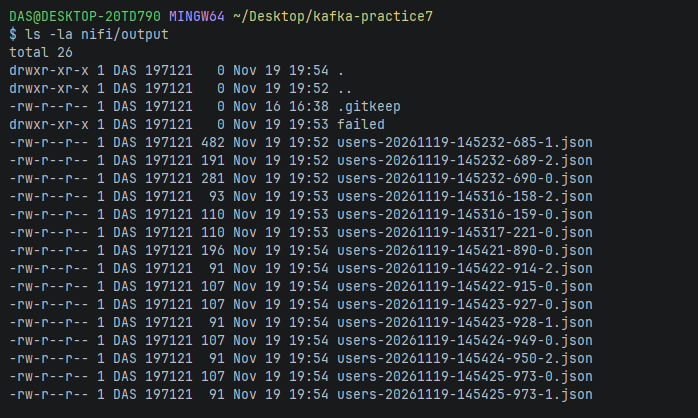 DAS@DESKTOP-20TD790 MINGW64 ~/Desktop/kafka-practice7
$ ls -la nifi/output
total 26
drwxr-xr-x 1 DAS 197121   0 Nov 19 19:54 .
drwxr-xr-x 1 DAS 197121   0 Nov 19 19:52 ..
-rw-r--r-- 1 DAS 197121   0 Nov 16 16:38 .gitkeep
drwxr-xr-x 1 DAS 197121   0 Nov 19 19:53 failed
-rw-r--r-- 1 DAS 197121 482 Nov 19 19:52 users-20261119-145232-685-1.json
-rw-r--r-- 1 DAS 197121 191 Nov 19 19:52 users-20261119-145232-689-2.json
-rw-r--r-- 1 DAS 197121 281 Nov 19 19:52 users-20261119-145232-690-0.json
-rw-r--r-- 1 DAS 197121  93 Nov 19 19:53 users-20261119-145316-158-2.json
-rw-r--r-- 1 DAS 197121 110 Nov 19 19:53 users-20261119-145316-159-0.json
-rw-r--r-- 1 DAS 197121 110 Nov 19 19:53 users-20261119-145317-221-0.json
-rw-r--r-- 1 DAS 197121 196 Nov 19 19:54 users-20261119-145421-890-0.json
-rw-r--r-- 1 DAS 197121  91 Nov 19 19:54 users-20261119-145422-914-2.json
-rw-r--r-- 1 DAS 197121 107 Nov 19 19:54 users-20261119-145422-915-0.json
-rw-r--r-- 1 DAS 197121 107 Nov 19 19:54 users-20261119-145423-927-0.json
-rw-r--r-- 1 DAS 197121  91 Nov 19 19:54 users-20261119-145423-928-1.json
-rw-r--r-- 1 DAS 197121 107 Nov 19 19:54 users-20261119-145424-949-0.json
-rw-r--r-- 1 DAS 197121  91 Nov 19 19:54 users-20261119-145424-950-2.json
-rw-r--r-- 1 DAS 197121 107 Nov 19 19:54 users-20261119-145425-973-0.json
-rw-r--r-- 1 DAS 197121  91 Nov 19 19:54 users-20261119-145425-973-1.json